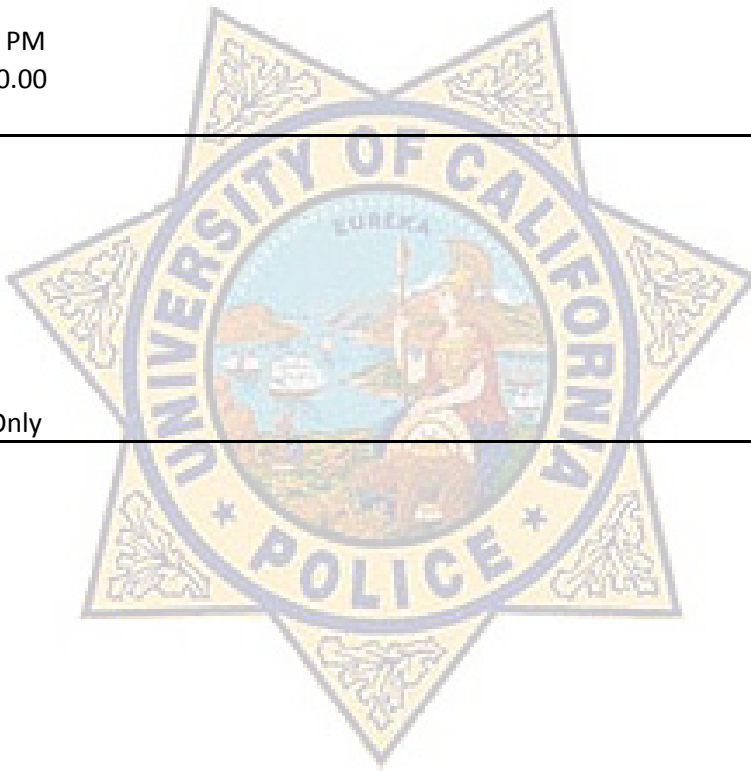 PM
0.00
UNIVERSITY OF CALIFORNIA
EUREKA
Only
POLICE